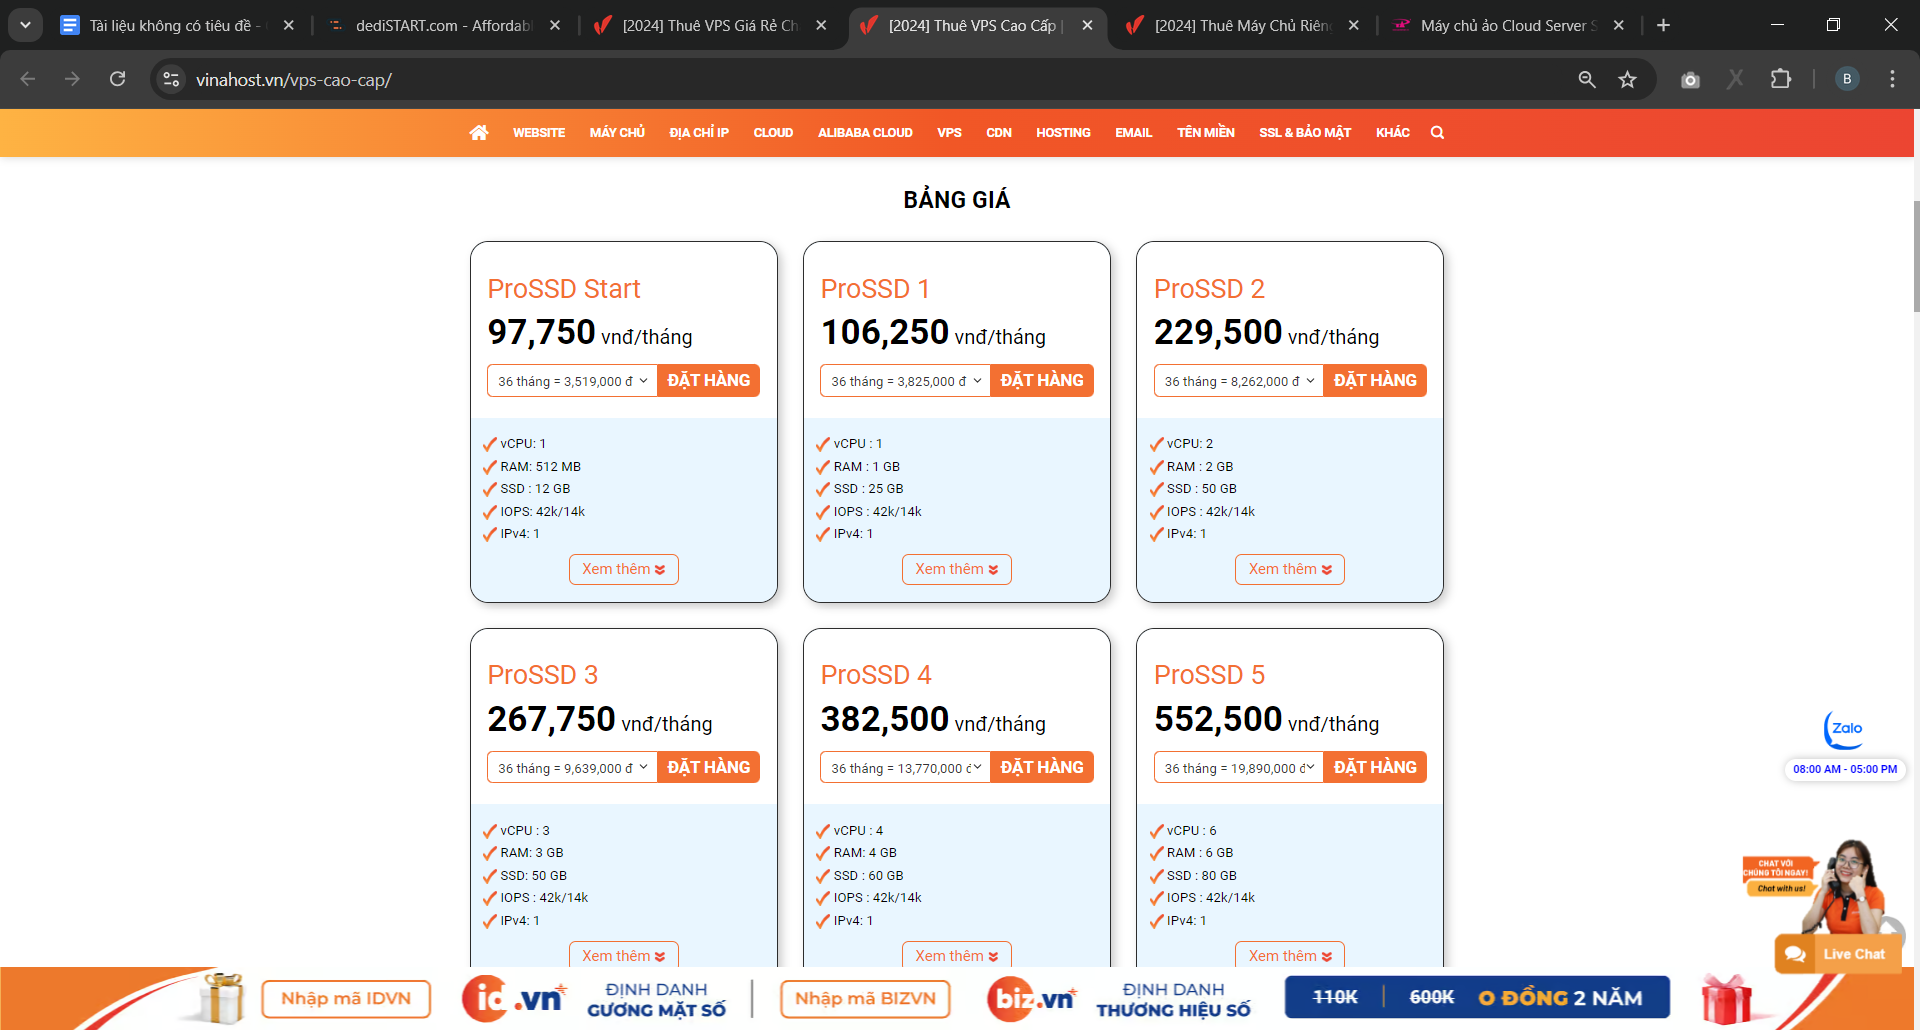 Tài liệu không có tiêu đề -
dediSTART.com - Affordab
[2024] Thuê VPS Giá Rẻ Ch
[2024] Thuê VPS Cao Cấp |
[2024] Thuê Máy Chủ Riêng
Máy chủ ảo Cloud Server S
vinahost.vn/vps-cao-cap/
B
WEBSITE
MÁY CHỦ
ĐỊA CHỈ IP
CLOUD
ALIBABA CLOUD
VPS
CDN
HOSTING
EMAIL
TÊN MIỀN
SSL & BẢO MẬT
KHÁC
BẢNG GIÁ
ProSSD Start
97,750 vnđ/tháng
36 tháng = 3,519,000 đ
ĐẶT HÀNG
vCPU: 1
RAM: 512 MB
SSD : 12 GB
IOPS: 42k/14k
IPv4: 1
Xem thêm
ProSSD 1
106,250 vnđ/tháng
36 tháng = 3,825,000 đ
ĐẶT HÀNG
vCPU : 1
RAM : 1 GB
SSD : 25 GB
IOPS : 42k/14k
IPv4: 1
Xem thêm
ProSSD 2
229,500 vnđ/tháng
36 tháng = 8,262,000 đ
ĐẶT HÀNG
vCPU: 2
RAM : 2 GB
SSD : 50 GB
IOPS : 42k/14k
IPv4: 1
Xem thêm
ProSSD 3
267,750 vnđ/tháng
36 tháng = 9,639,000 đ
ĐẶT HÀNG
vCPU : 3
RAM: 3 GB
SSD: 50 GB
IOPS : 42k/14k
IPv4: 1
Xem thêm
ProSSD 4
382,500 vnđ/tháng
36 tháng = 13,770,000 đ
ĐẶT HÀNG
vCPU : 4
RAM: 4 GB
SSD : 60 GB
IOPS : 42k/14k
IPv4: 1
Xem thêm
ProSSD 5
552,500 vnđ/tháng
36 tháng = 19,890,000 đ
ĐẶT HÀNG
vCPU : 6
RAM : 6 GB
SSD : 80 GB
IOPS : 42k/14k
IPv4: 1
Xem thêm
Zalo
08:00 AM - 05:00 PM
CHAT VỚI
CHÚNG TÔI NGAY!
Chat with us!
Live Chat
Nhập mã IDVN
id.vn
ĐỊNH DANH
GƯƠNG MẶT SỐ
Nhập mã BIZVN
biz.vn
ĐỊNH DANH
THƯƠNG HIỆU SỐ
110K
600K
0 ĐỒNG 2 NĂM